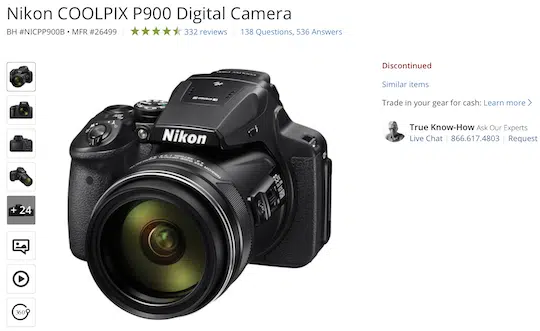 Nikon COOLPIX P900 Digital Camera
BH #NICPP900B • MFR #26499 332 reviews 138 Questions, 536 Answers
Discontinued
Similar items
Trade in your gear for cash: Learn more >
True Know-How Ask Our Experts
Live Chat 866.617.4803 Request
Nikon
+ 24
360°